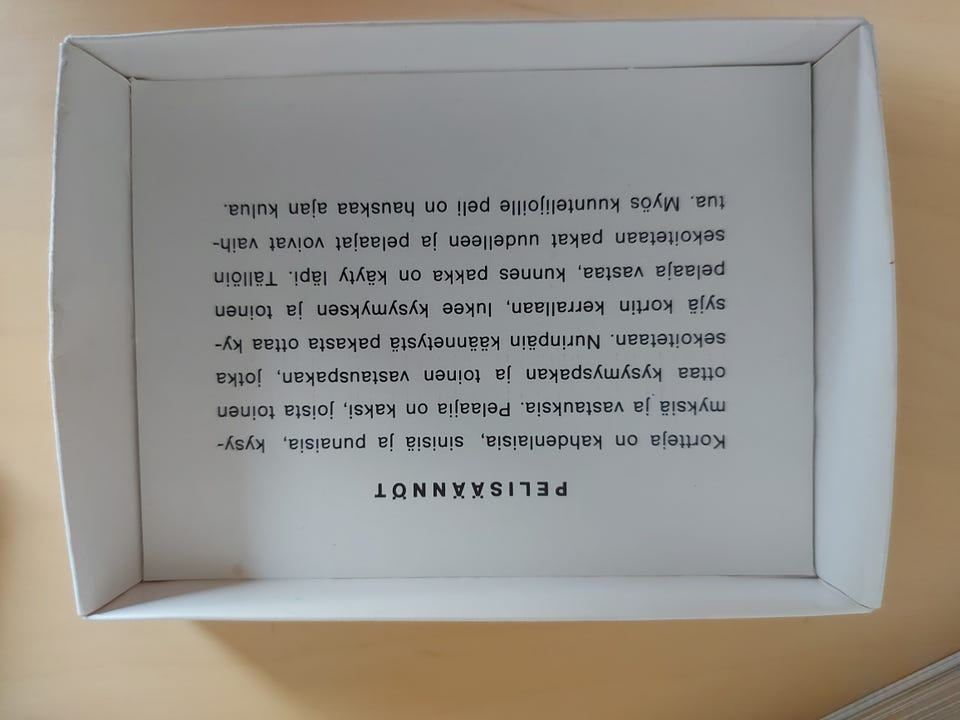 PELISÄÄNNÖT
Kortteja on kahdenlaisia, sinisiä ja punaisia, kysy-
myksiä ja vastauksia. Pelaajia on kaksi, joista toinen
ottaa kysymyspakan ja toinen vastauspakan, jotka
sekoitetaan. Nurinpäin käännetystä pakasta ottaa ky-
syjä kortin kerrallaan, lukee kysymyksen ja toinen
pelaaja vastaa, kunnes pakka on käyty läpi. Tällöin
sekoitetaan pakat uudelleen ja pelaajat voivat vaih-
tua. Myös kuuntelijoille peli on hauskaa ajan kulua.